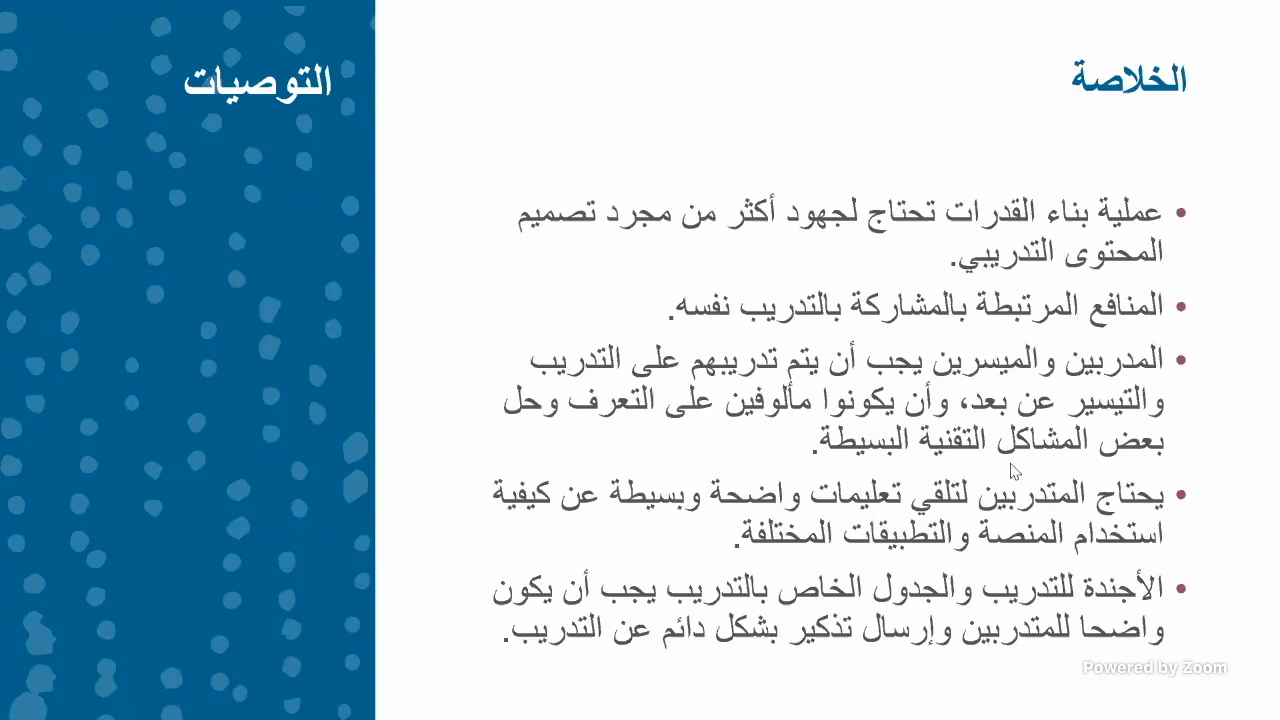 الخلاصة
التوصيات
• عملية بناء القدرات تحتاج لجهود أكثر من مجرد تصميم
المحتوى التدريبي.
• المنافع المرتبطة بالمشاركة بالتدريب نفسه.
• المدربين والميسرين يجب أن يتم تدريبهم على التدريب
والتيسير عن بعد، وأن يكونوا مألوفين على التعرف وحل
بعض المشاكل التقنية البسيطة.
• يحتاج المتدربين لتلقي تعليمات واضحة وبسيطة عن كيفية
استخدام المنصة والتطبيقات المختلفة.
• الأجندة للتدريب والجدول الخاص بالتدريب يجب أن يكون
واضحا للمتدربين وإرسال تذكير بشكل دائم عن التدريب.
Powered by Zoom